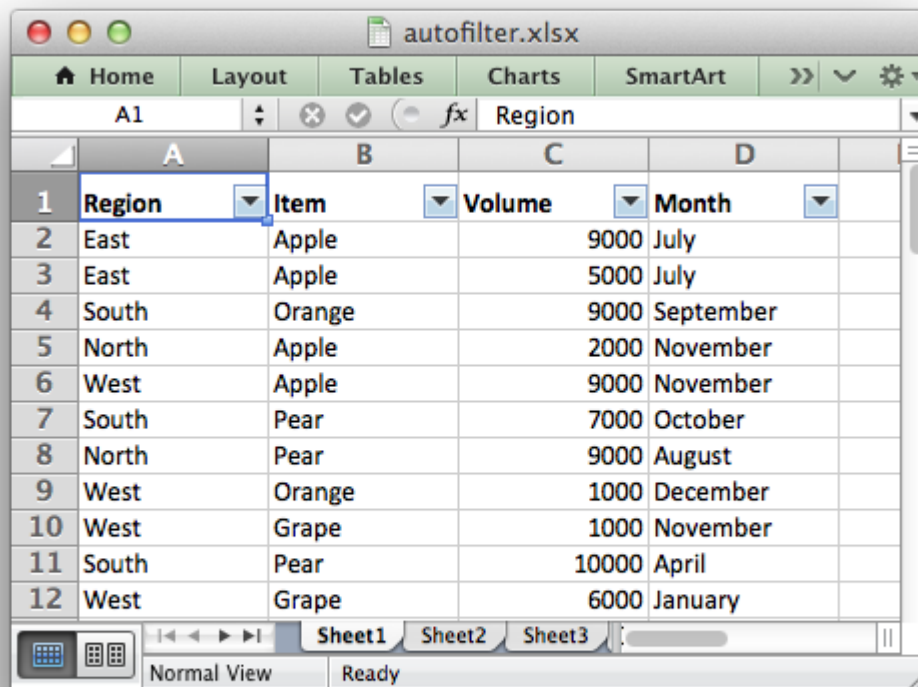 autofilter.xlsx
Home Layout Tables Charts SmartArt
A1 fx Region
A B C D
1 Region Item Volume Month
2 East Apple 9000 July
3 East Apple 5000 July
4 South Orange 9000 September
5 North Apple 2000 November
6 West Apple 9000 November
7 South Pear 7000 October
8 North Pear 9000 August
9 West Orange 1000 December
10 West Grape 1000 November
11 South Pear 10000 April
12 West Grape 6000 January
Sheet1 Sheet2 Sheet3
Normal View Ready